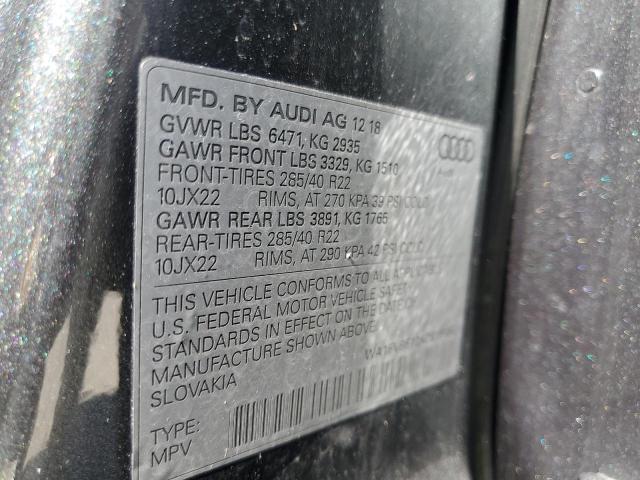 MFD. BY AUDI AG 12 18
GVWR LBS 6471, KG 2935
GAWR FRONT LBS 3329, KG 1510
FRONT-TIRES 285/40 R22
10JX22 RIMS, AT 270 KPA 39 PSI COLD
GAWR REAR LBS 3891, KG 1765
REAR-TIRES 285/40 R22
10JX22 RIMS, AT 290 KPA 42 PSI COLD
THIS VEHICLE CONFORMS TO ALL APPLICABLE
U.S. FEDERAL MOTOR VEHICLE SAFETY
STANDARDS IN EFFECT ON THE DATE OF
MANUFACTURE SHOWN ABOVE.
SLOVAKIA
TYPE:
MPV